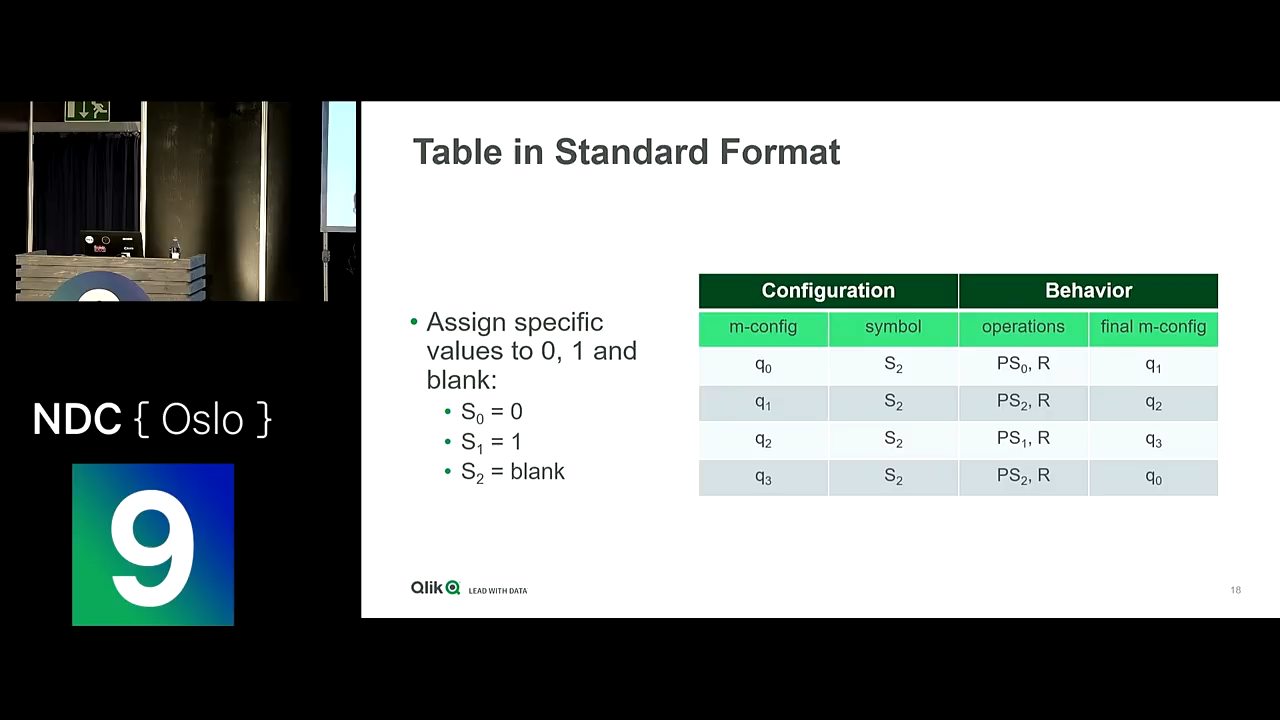 Table in Standard Format
• Assign specific
values to 0, 1 and
blank:
• S₀ = 0
• S₁ = 1
• S₂ = blank
Configuration Behavior
m-config symbol operations final m-config
q₀ S₂ PS₀, R q₁
q₁ S₂ PS₂, R q₂
q₂ S₂ PS₁, R q₃
q₃ S₂ PS₂, R q₀
NDC { Oslo }
9
Qlik LEAD WITH DATA
18